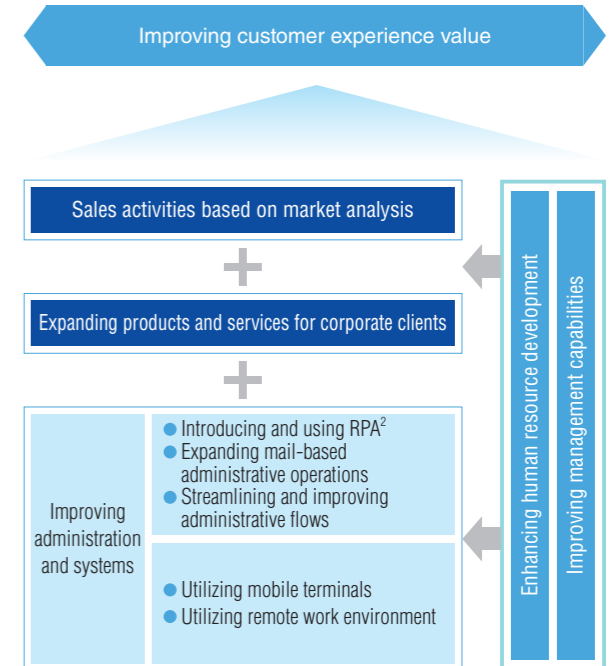 Improving customer experience value
Sales activities based on market analysis
+
Expanding products and services for corporate clients
+
Improving
administration
and systems
● Introducing and using RPA²
● Expanding mail-based
administrative operations
● Streamlining and improving
administrative flows
● Utilizing mobile terminals
● Utilizing remote work environment
Enhancing human resource development
Improving management capabilities